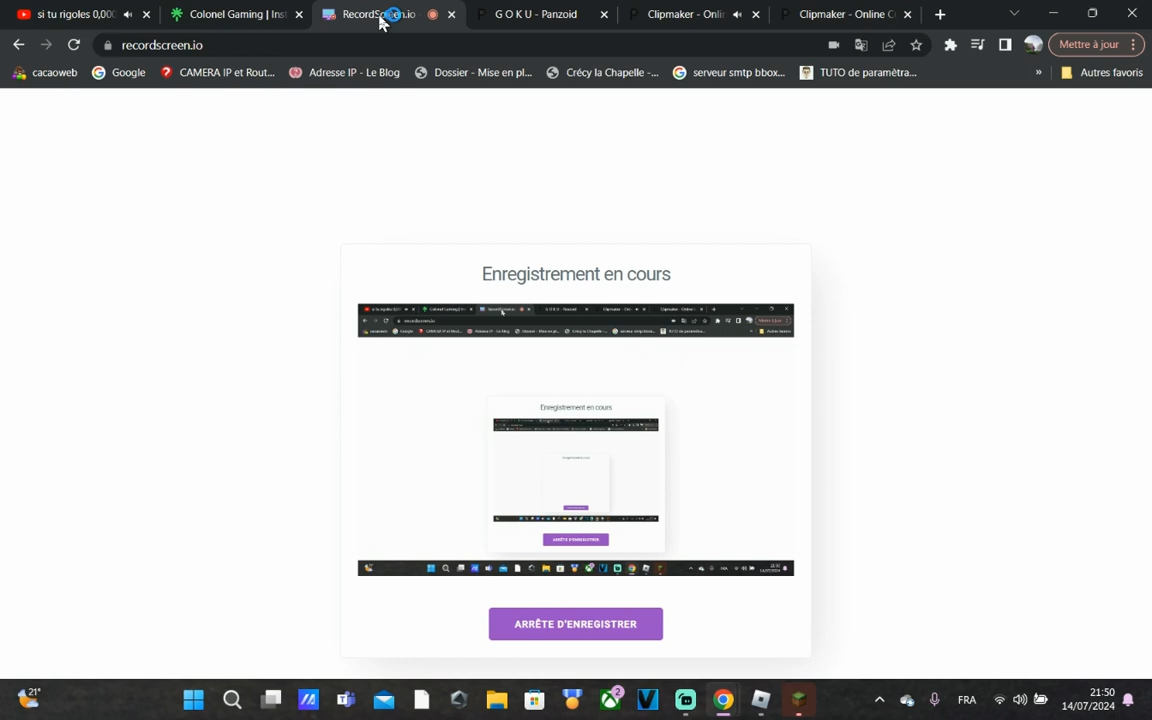 si tu rigoles 0,000
Colonel Gaming | Inst
RecordScreen.io
G O K U - Panzoid
Clipmaker - Onlin
Clipmaker - Online C
recordscreen.io
Mettre à jour
cacaoweb
Google
CAMERA IP et Rout...
Adresse IP - Le Blog
Dossier - Mise en pl...
Crécy la Chapelle -...
serveur smtp bbox...
TUTO de paramètra...
»
Autres favoris
Enregistrement en cours
Enregistrement en cours
ARRÊTE D'ENREGISTRER
ARRÊTE D'ENREGISTRER
21°
2
FRA
21:50
14/07/2024